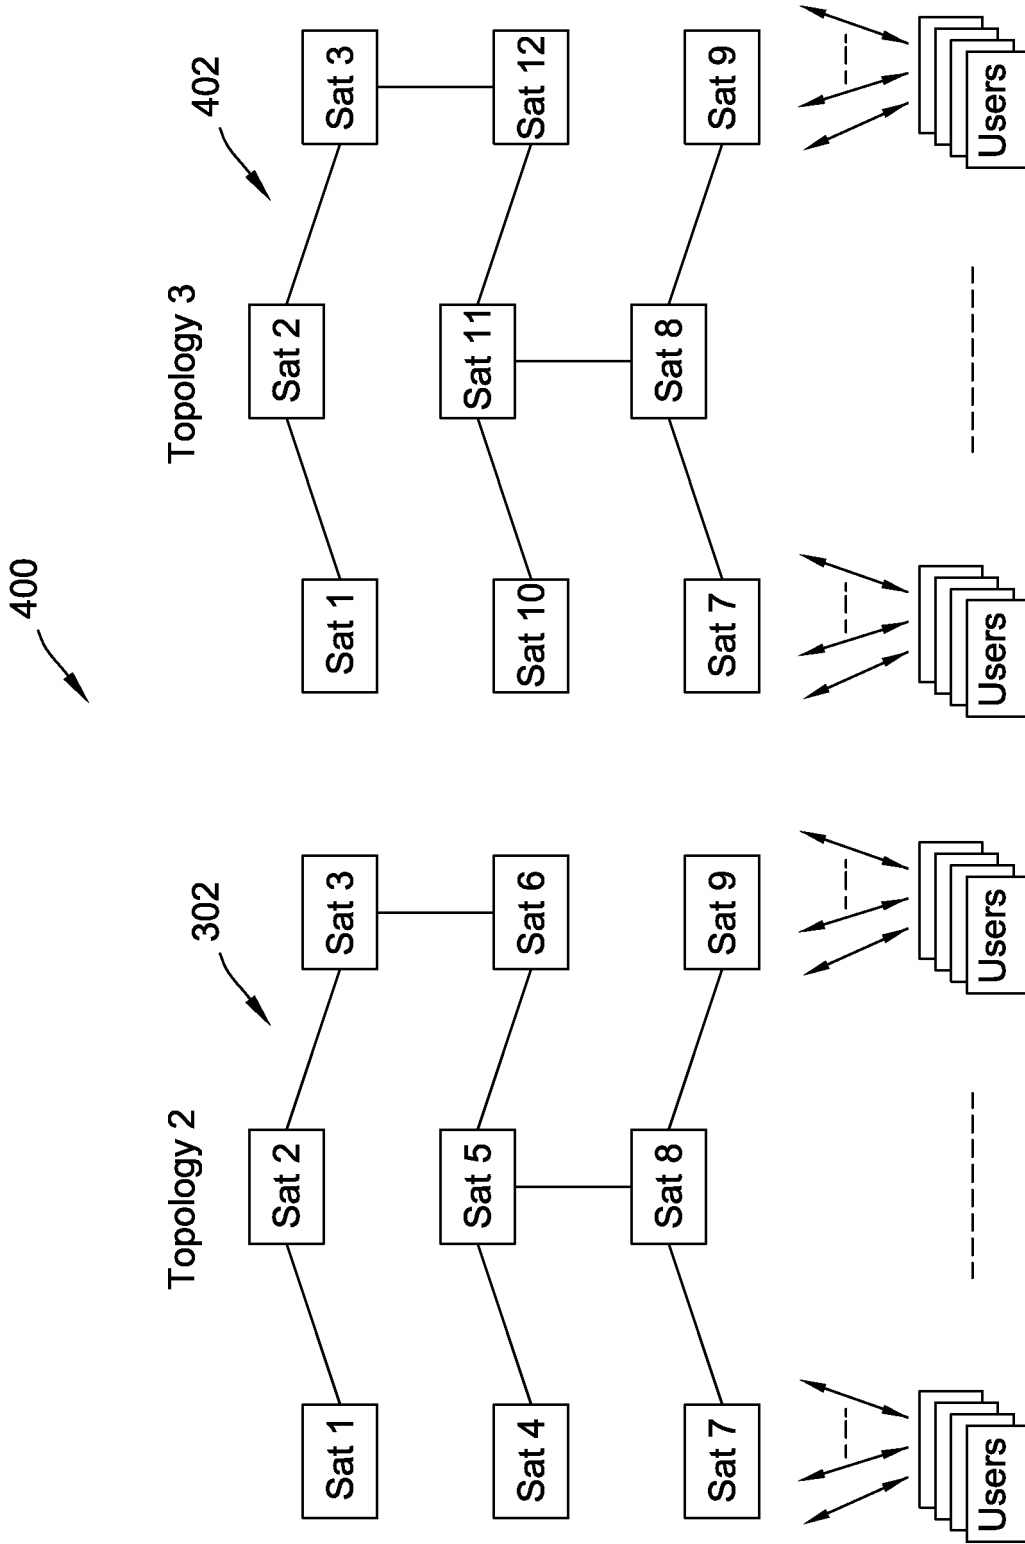 400
Topology 2
302
Sat 1
Sat 2
Sat 3
Sat 4
Sat 5
Sat 6
Sat 7
Sat 8
Sat 9
Users
Users
Topology 3
402
Sat 1
Sat 2
Sat 3
Sat 10
Sat 11
Sat 12
Sat 7
Sat 8
Sat 9
Users
Users